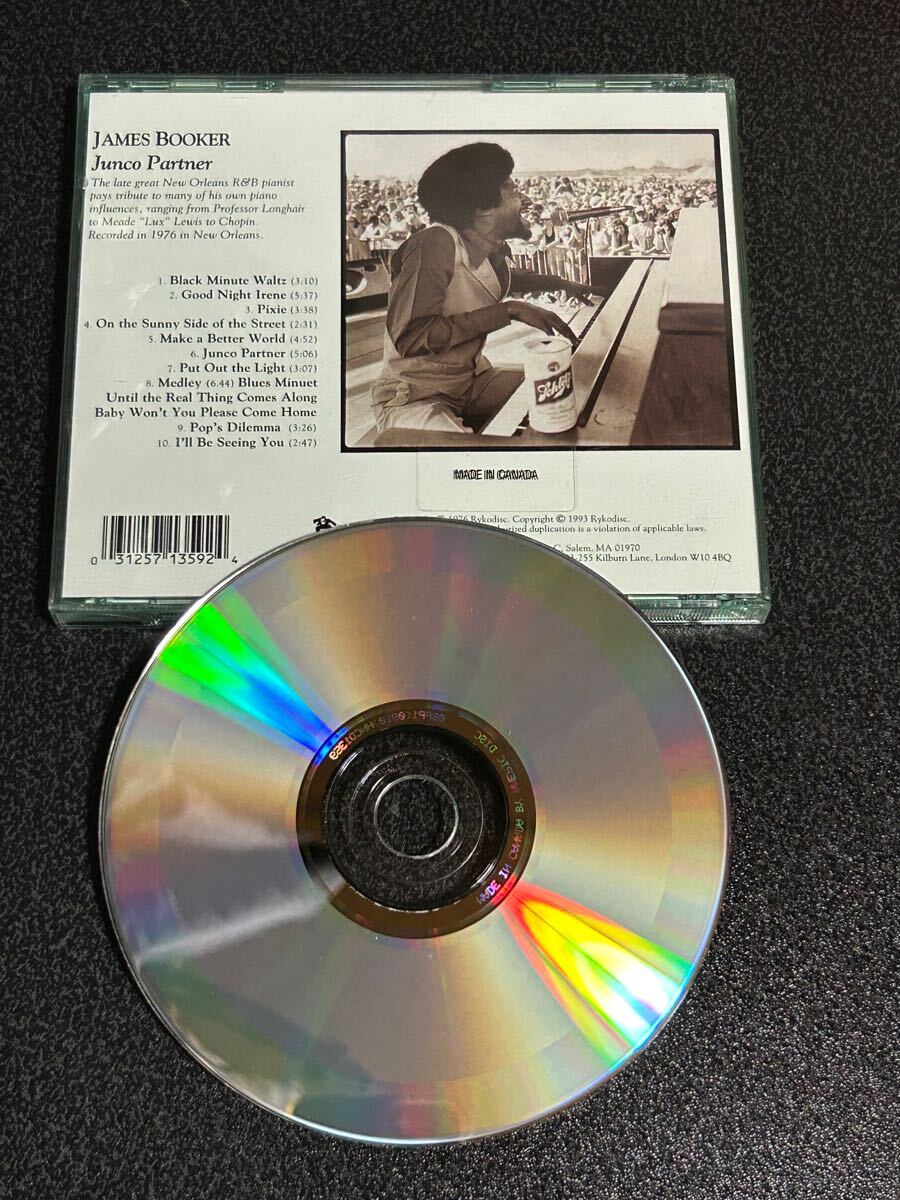 JAMES BOOKER
Junco Partner
The late great New Orleans R&B pianist
pays tribute to many of his own piano
influences, ranging from Professor Longhair
to Meade "Lux" Lewis to Chopin.
Recorded in 1976 in New Orleans.
1. Black Minute Waltz (3:10)
2. Good Night Irene (5:37)
3. Pixie (3:38)
4. On the Sunny Side of the Street (2:31)
5. Make a Better World (4:52)
6. Junco Partner (5:06)
7. Put Out the Light (3:07)
8. Medley (6.44) Blues Minuet
Until the Real Thing Comes Along
Baby Won't You Please Come Home
9. Pop's Dilemma (3:26)
10. I'll Be Seeing You (2:47)
Schlitz
MADE IN CANADA
1976 Rykodisc. Copyright © 1993 Rykodisc.
duplication is a violation of applicable laws.
C, Salem, MA 01970
-255 Kilburn Lane, London W10 4BQ
0 31257 13592 4
HNCD1359
EPIC DISC
MADE IN